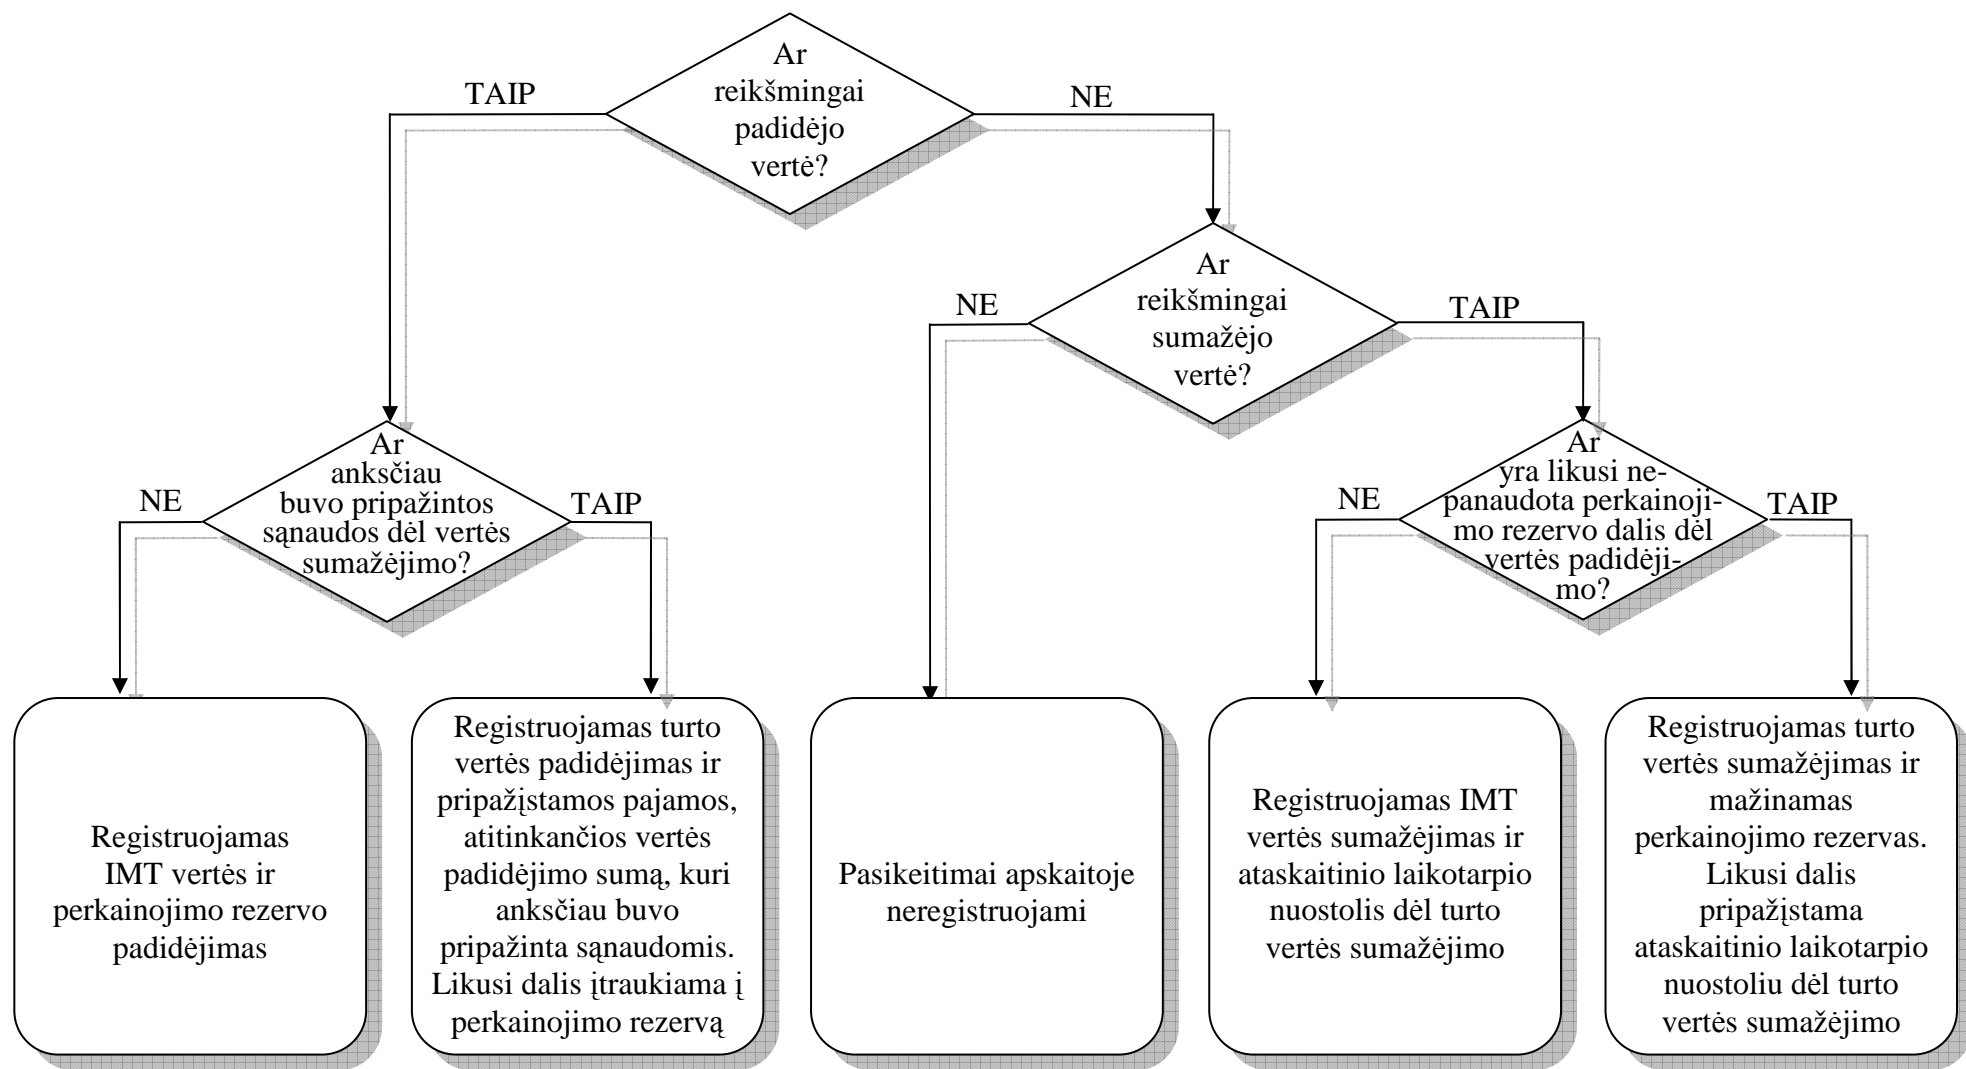 Ar
reikšmingai
padidėjo
vertė?
TAIP
NE
Ar
reikšmingai
sumažėjo
vertė?
NE
TAIP
Ar
anksčiau
buvo pripažintos
sąnaudos dėl vertės
sumažėjimo?
NE
TAIP
Ar
yra likusi ne-
panaudota perkainoji-
mo rezervo dalis dėl
vertės padidėji-
mo?
NE
TAIP
Registruojamas
IMT vertės ir
perkainojimo rezervo
padidėjimas
Registruojamas turto
vertės padidėjimas ir
pripažįstamos pajamos,
atitinkančios vertės
padidėjimo sumą, kuri
anksčiau buvo
pripažinta sąnaudomis.
Likusi dalis įtraukiama į
perkainojimo rezervą
Pasikeitimai apskaitoje
neregistruojami
Registruojamas IMT
vertės sumažėjimas ir
ataskaitinio laikotarpio
nuostolis dėl turto
vertės sumažėjimo
Registruojamas turto
vertės sumažėjimas ir
mažinamas
perkainojimo rezervas.
Likusi dalis
pripažįstama
ataskaitinio laikotarpio
nuostoliu dėl turto
vertės sumažėjimo